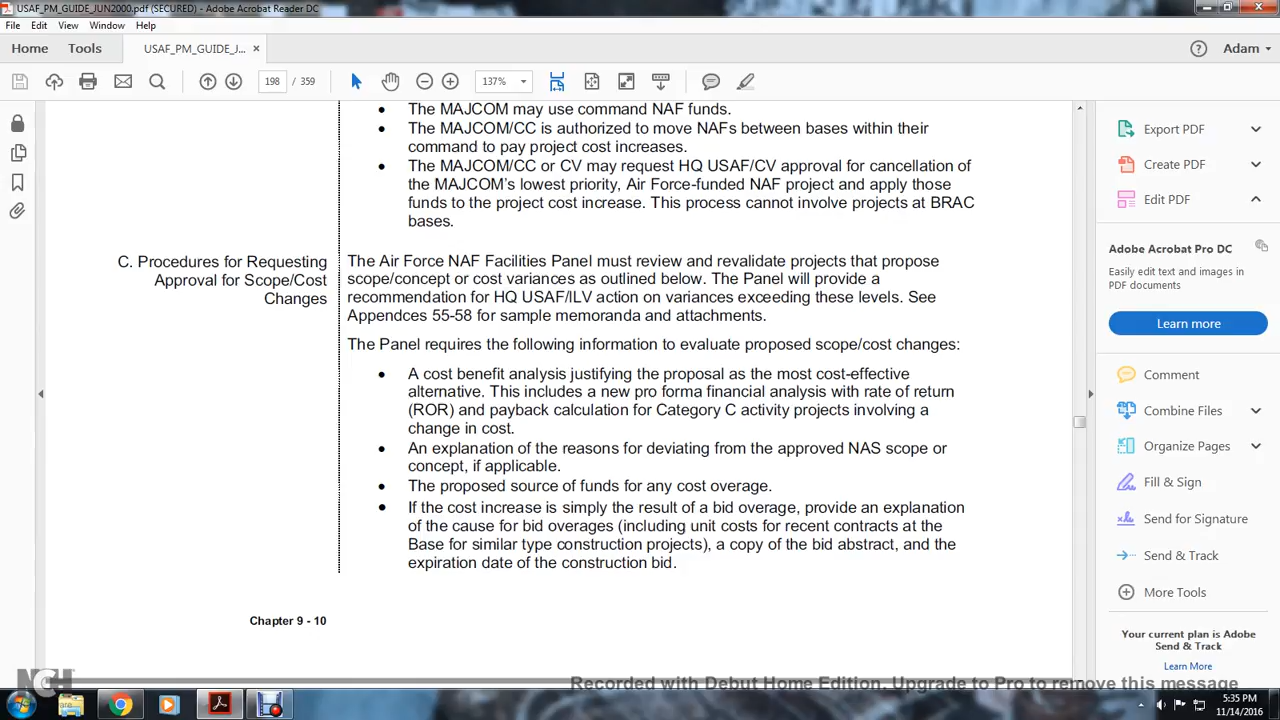 USAF_PM_GUIDE_JUN2000.pdf (SECURED) - Adobe Acrobat Reader DC
File Edit View Window Help
Home Tools USAF_PM_GUIDE_J... Adam
198 / 359 137%
• The MAJCOM may use command NAF funds.
• The MAJCOM/CC is authorized to move NAFs between bases within their
command to pay project cost increases.
• The MAJCOM/CC or CV may request HQ USAF/CV approval for cancellation of
the MAJCOM's lowest priority, Air Force-funded NAF project and apply those
funds to the project cost increase. This process cannot involve projects at BRAC
bases.
C. Procedures for Requesting
Approval for Scope/Cost
Changes
The Air Force NAF Facilities Panel must review and revalidate projects that propose
scope/concept or cost variances as outlined below. The Panel will provide a
recommendation for HQ USAF/ILV action on variances exceeding these levels. See
Appendces 55-58 for sample memoranda and attachments.
The Panel requires the following information to evaluate proposed scope/cost changes:
• A cost benefit analysis justifying the proposal as the most cost-effective
alternative. This includes a new pro forma financial analysis with rate of return
(ROR) and payback calculation for Category C activity projects involving a
change in cost.
• An explanation of the reasons for deviating from the approved NAS scope or
concept, if applicable.
• The proposed source of funds for any cost overage.
• If the cost increase is simply the result of a bid overage, provide an explanation
of the cause for bid overages (including unit costs for recent contracts at the
Base for similar type construction projects), a copy of the bid abstract, and the
expiration date of the construction bid.
Chapter 9 - 10
Export PDF
Create PDF
Edit PDF
Adobe Acrobat Pro DC
Easily edit text and images in
PDF documents
Learn more
Comment
Combine Files
Organize Pages
Fill & Sign
Send for Signature
Send & Track
More Tools
Your current plan is Adobe
Send & Track
Learn More
NCH
Recorded with Debut Home Edition. Upgrade to Pro to remove this message
5:35 PM
11/14/2016